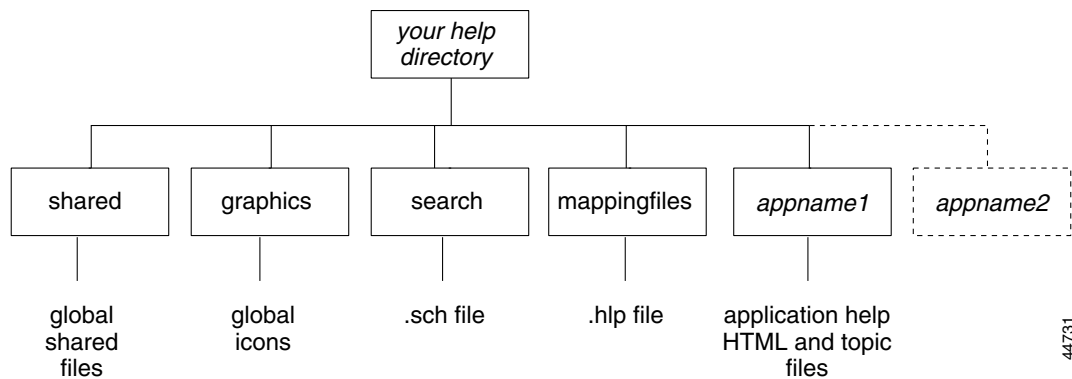 your help
directory
shared
graphics
search
mappingfiles
appname1
appname2
global
shared
files
global
icons
.sch file
.hlp file
application help
HTML and topic
files
44731